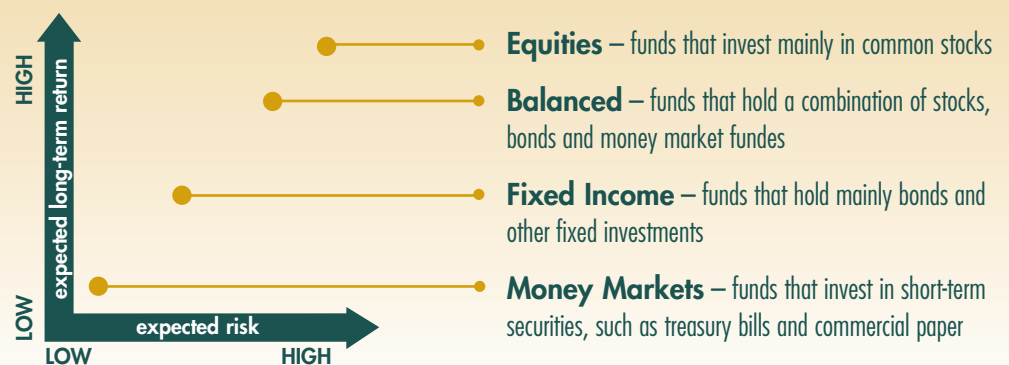 HIGH
expected long-term return
LOW
Equities – funds that invest mainly in common stocks
Balanced – funds that hold a combination of stocks,
bonds and money market fundes
Fixed Income – funds that hold mainly bonds and
other fixed investments
Money Markets – funds that invest in short-term
securities, such as treasury bills and commercial paper
expected risk
LOW
HIGH